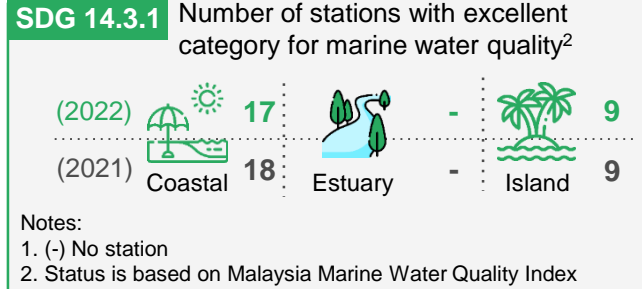 SDG 14.3.1 Number of stations with excellent
category for marine water quality2
(2022) 17 - 9
(2021) Coastal 18 Estuary - Island 9
Notes:
1. (-) No station
2. Status is based on Malaysia Marine Water Quality Index